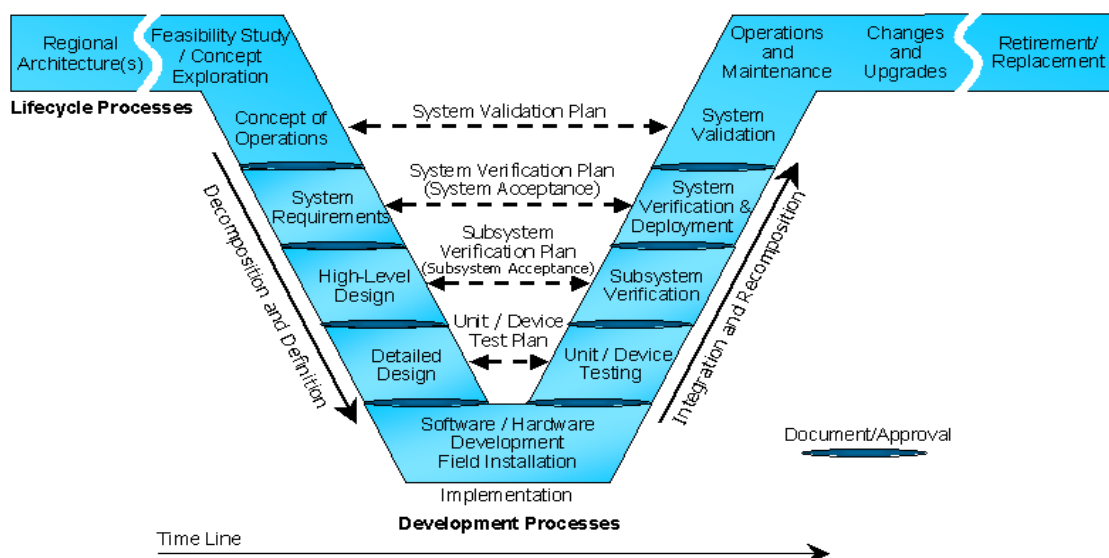 Regional
Architecture(s)
Feasibility Study
/ Concept
Exploration
Operations
and
Maintenance
Changes
and
Upgrades
Retirement/
Replacement
Lifecycle Processes
Concept of
Operations
System Validation Plan
System
Validation
System
Requirements
System Verification Plan
(System Acceptance)
System
Verification &
Deployment
High-Level
Design
Subsystem
Verification Plan
(Subsystem Acceptance)
Subsystem
Verification
Detailed
Design
Unit / Device
Test Plan
Unit / Device
Testing
Decomposition and Definition
Integration and Recomposition
Software / Hardware
Development
Field Installation
Implementation
Document/Approval
Development Processes
Time Line